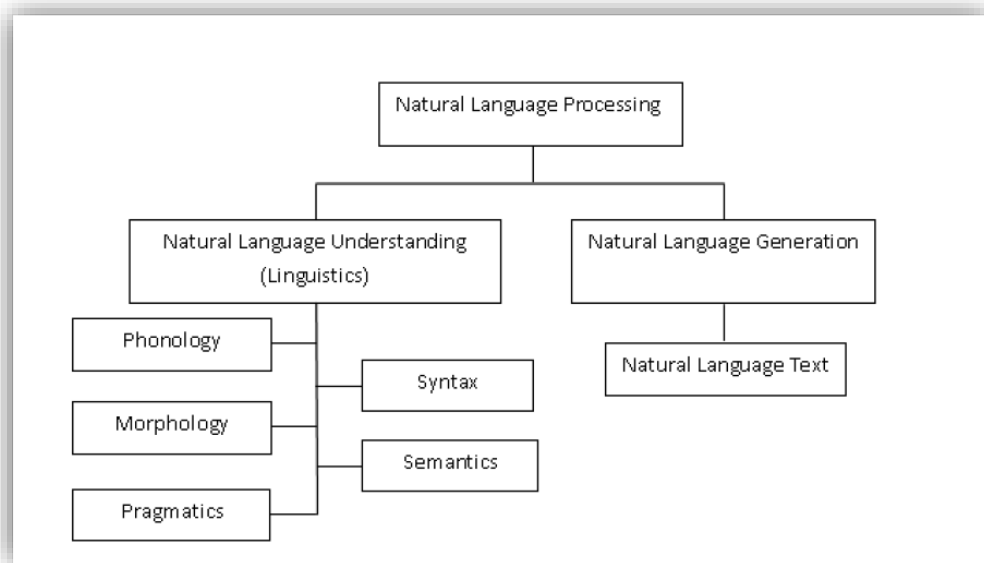 Natural Language Processing
Natural Language Understanding
(Linguistics)
Natural Language Generation
Phonology
Natural Language Text
Syntax
Morphology
Semantics
Pragmatics